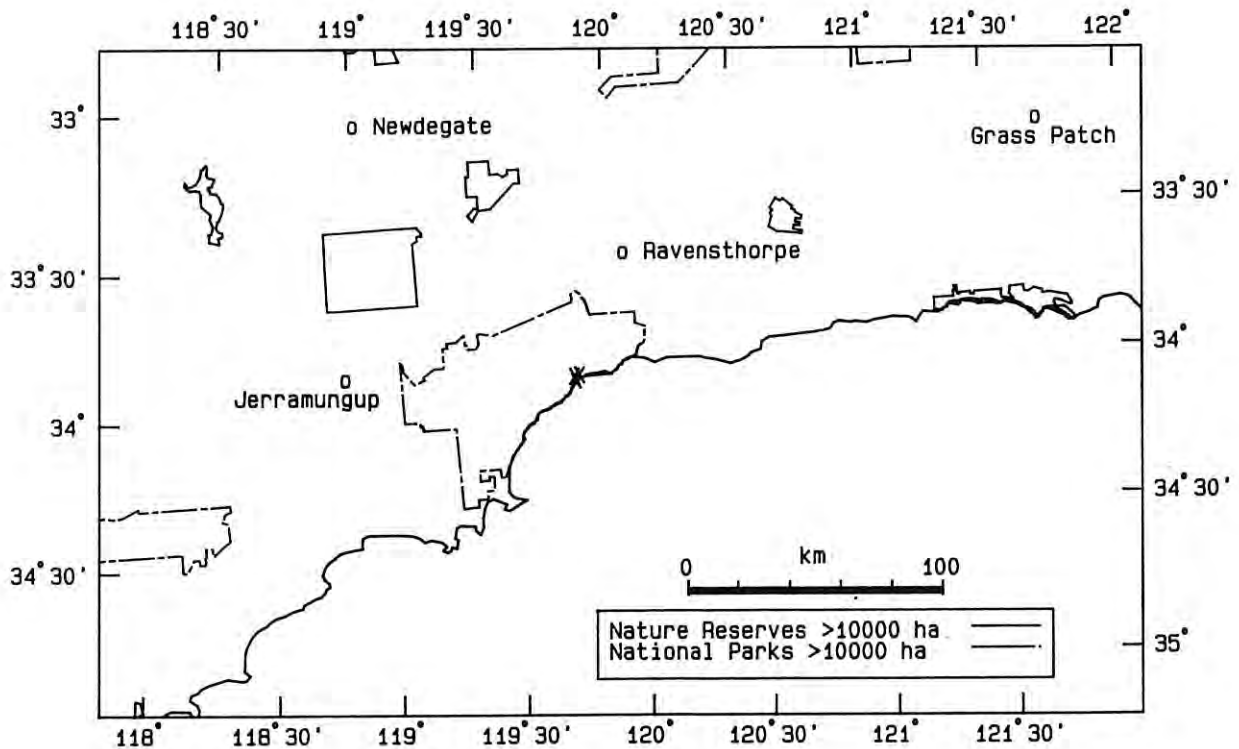 118°30' 119° 119°30' 120° 120°30' 121° 121°30' 122°
33°
Newdegate
Grass Patch
33°30'
Ravensthorpe
33°30'
34°
Jerramungup
34°
34°30'
km
0 100
34°30'
Nature Reserves >10000 ha
National Parks >10000 ha
35°
118° 118°30' 119° 119°30' 120° 120°30' 121° 121°30'